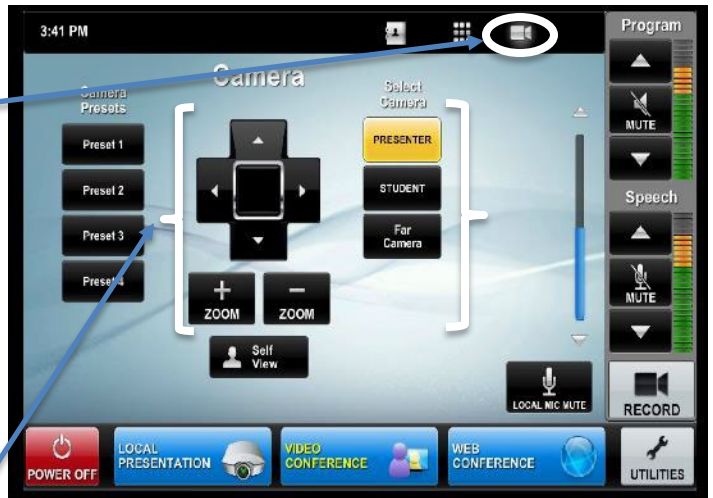 3:41 PM
Program
Camera
Camera
Presets
Select
Camera
Preset 1
PRESENTER
MUTE
Preset 2
STUDENT
Speech
Preset 3
Far
Camera
Preset 4
+
ZOOM
−
ZOOM
MUTE
Self
View
LOCAL MIC MUTE
RECORD
POWER OFF
LOCAL
PRESENTATION
VIDEO
CONFERENCE
WEB
CONFERENCE
UTILITIES